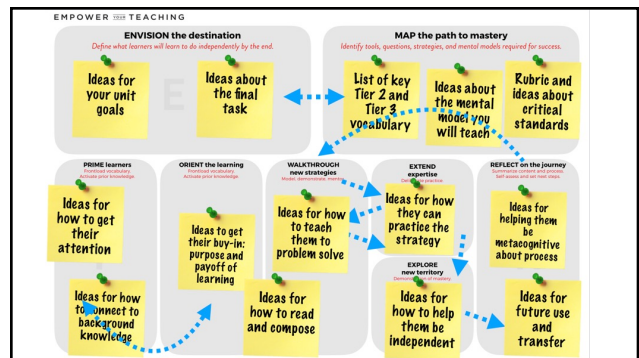 EMPOWER YOUR TEACHING
ENVISION the destination
Define what learners will learn to do independently by the end.
Ideas for
your unit
goals
E
Ideas about
the final
task
MAP the path to mastery
Identify tools, questions, strategies, and mental models required for success.
List of key
Tier 2 and
Tier 3
vocabulary
Ideas about
the mental
model you
will teach
Rubric and
ideas about
critical
standards
PRIME learners
Frontload vocabulary
Activate prior knowledge
Ideas for
how to get
their
attention
Ideas for how
to connect to
background
knowledge
ORIENT the learning
Frontload vocabulary
Activate prior knowledge.
Ideas to get
their buy-in:
purpose and
payoff of
learning
WALKTHROUGH
new strategies
Model, demonstrate, mentor
Ideas for how
to teach
them to
problem solve
Ideas for
how to read
and compose
EXTEND
expertise
practice
Ideas for how
they can
practice the
strategy
EXPLORE
new territory
of mastery
Ideas for
how to help
them be
independent
REFLECT on the journey
Summarize content and process
Self assess and set next steps
Ideas for
helping them
be
metacognitive
about process
Ideas for
future use
and
transfer